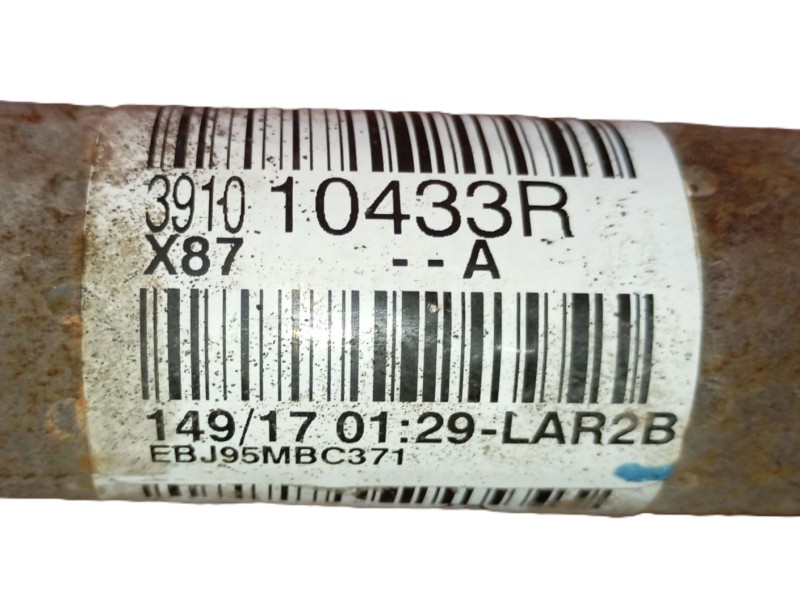 3910 10433R
X87 - - A
149/17 01:29-LAR2B
EBJ95MBC371